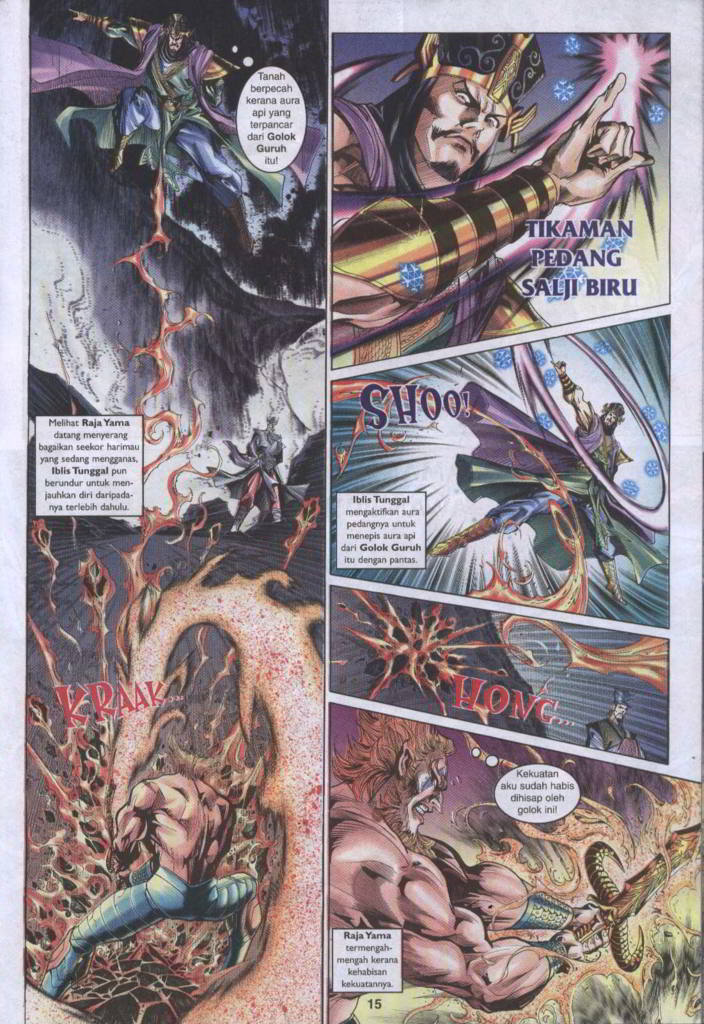 Tanah
berpecah
kerana aura
api yang
terpancar
dari Golok
Guruh
itu!
Melihat Raja Yama
datang menyerang
bagaikan seekor harimau
yang sedang mengganas,
Iblis Tunggal pun
berundur untuk men-
jauhkan diri daripada-
nya terlebih dahulu.
KRAAK...
TIKAMAN
PEDANG
SALJI BIRU
SHOO!
Iblis Tunggal
mengaktifkan aura
pedangnya untuk
menepis aura api
dari Golok Guruh
itu dengan pantas.
HONG...
Kekuatan
aku sudah habis
dihisap oleh
golok ini!
Raja Yama
termengah-
mengah kerana
kehabisan
kekuatannya.
15